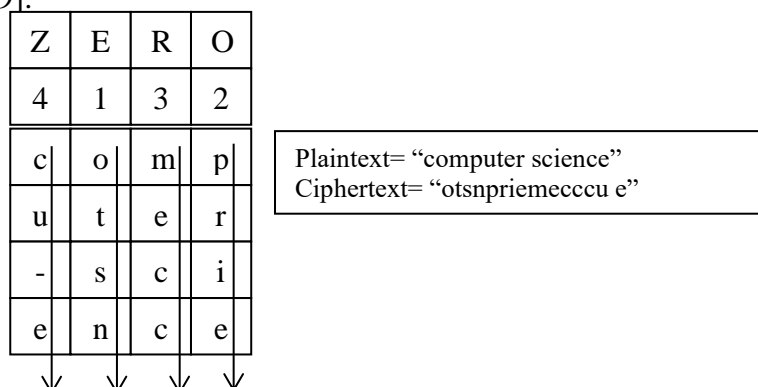 O].
Z E R O
4 1 3 2
c o m p
u t e r
- s c i
e n c e
Plaintext= “computer science”
Ciphertext= “otsnpriemecccu e”